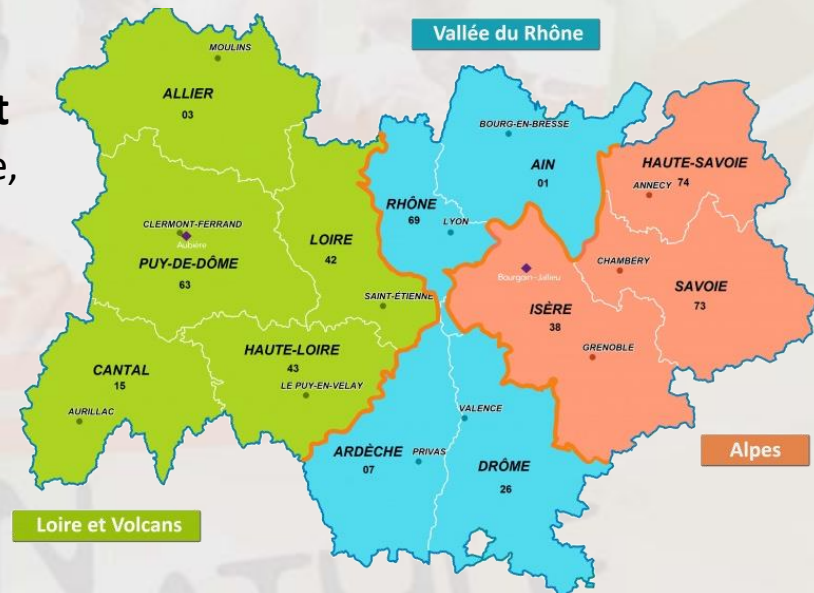 Vallée du Rhône
MOULINS
ALLIER
03
t
e,
BOURG-EN-BRESSE
AIN
01
HAUTE-SAVOIE
74
ANNECY
RHÔNE
69
LYON
CLERMONT-FERRAND
Aubière
PUY-DE-DÔME
63
LOIRE
42
SAINT-ÉTIENNE
Bourgoin-Jallieu
CHAMBÉRY
SAVOIE
73
ISÈRE
38
GRENOBLE
CANTAL
15
AURILLAC
HAUTE-LOIRE
43
LE PUY-EN-VELAY
VALENCE
ARDÈCHE
07
PRIVAS
DRÔME
26
Alpes
Loire et Volcans